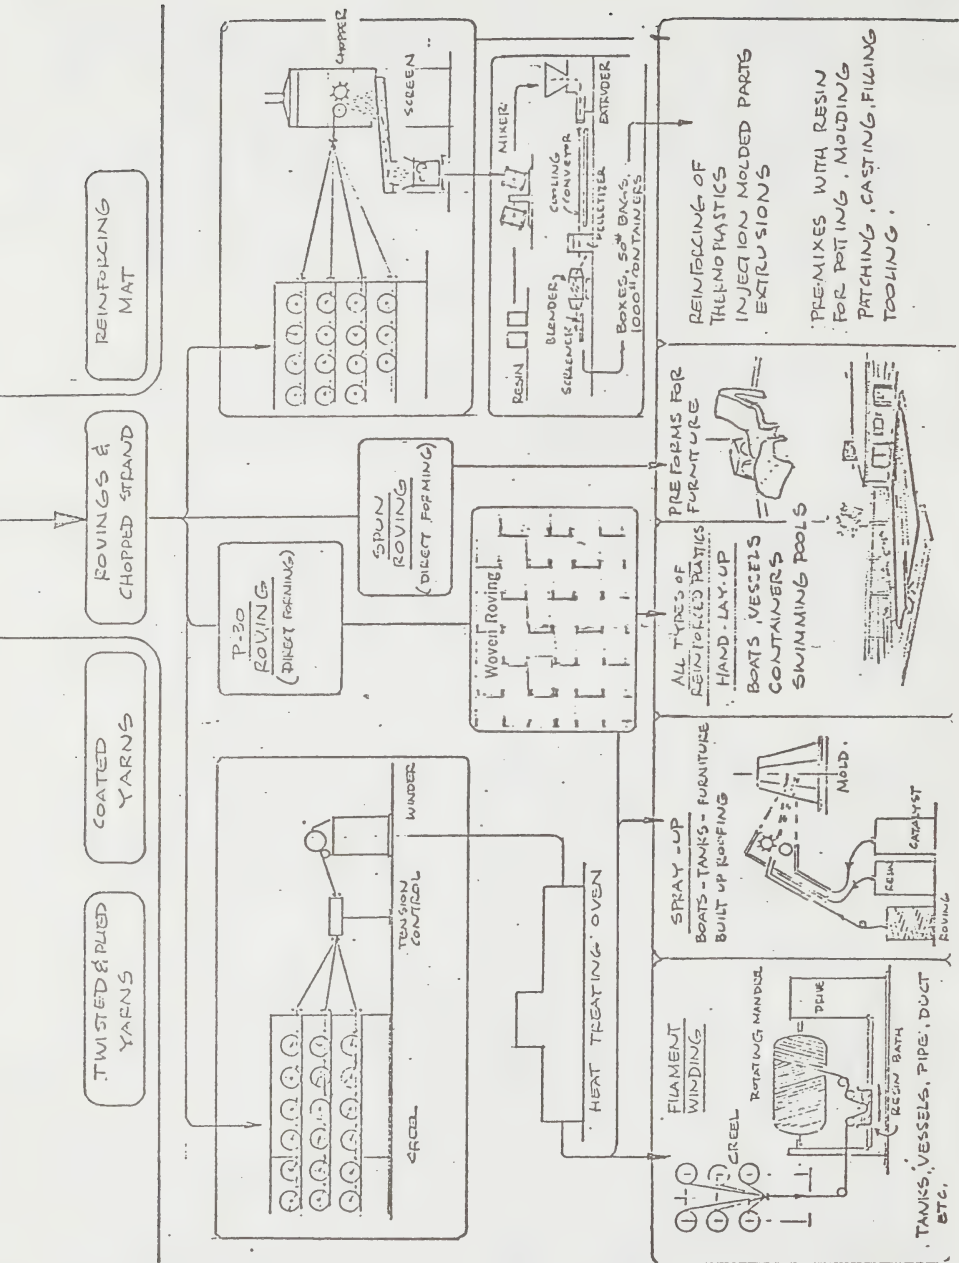 TWISTED & PLIED
YARNS
COATED
YARNS
ROVINGS &
CHOPPED STRAND
REINFORCING
MAT
CREEL
TENSION
CONTROL
WINDER
P-30
ROVING
(DIRECT FORMING)
SPUN
ROVING
(DIRECT FORMING)
CHOPPER
SCREEN
HEAT TREATING OVEN
Woven Roving
RESIN
MIXER
BLENDER
SCREENER
COOLING
CONVEYOR
PELLETIZER
EXTRUDER
BOXES, 50# BAGS,
1000# CONTAINERS
FILAMENT
WINDING
CREEL
ROTATING MANDREL
DRIVE
RESIN BATH
TANKS, VESSELS, PIPE, DUCT
ETC.
SPRAY-UP
BOATS-TANKS-FURNITURE
BUILT UP ROOFING
MOLD.
ROVING
RESIN
CATALYST
ALL TYPES OF
REINFORCED PLATICS
HAND-LAY-UP
BOATS, VESSELS
CONTAINERS
SWIMMING POOLS
PREFORMS FOR
FURNITURE
REINFORCING OF
THERMOPLASTICS
INJECTION MOLDED PARTS
EXTRUSIONS
PRE-MIXES WITH RESIN
FOR POTTING, MOLDING
PATCHING, CASTING, FILLING
TOOLING.